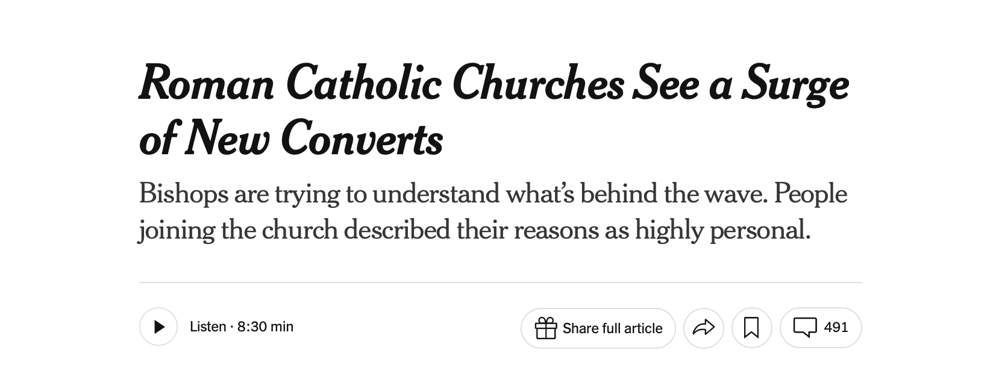 Roman Catholic Churches See a Surge
of New Converts
Bishops are trying to understand what’s behind the wave. People
joining the church described their reasons as highly personal.
Listen · 8:30 min
Share full article
491